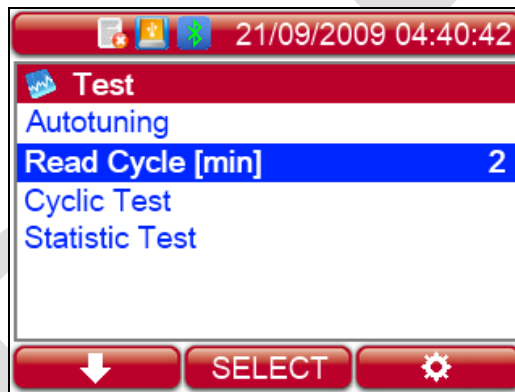 21/09/2009 04:40:42
Test
Autotuning
Read Cycle [min] 2
Cyclic Test
Statistic Test
SELECT